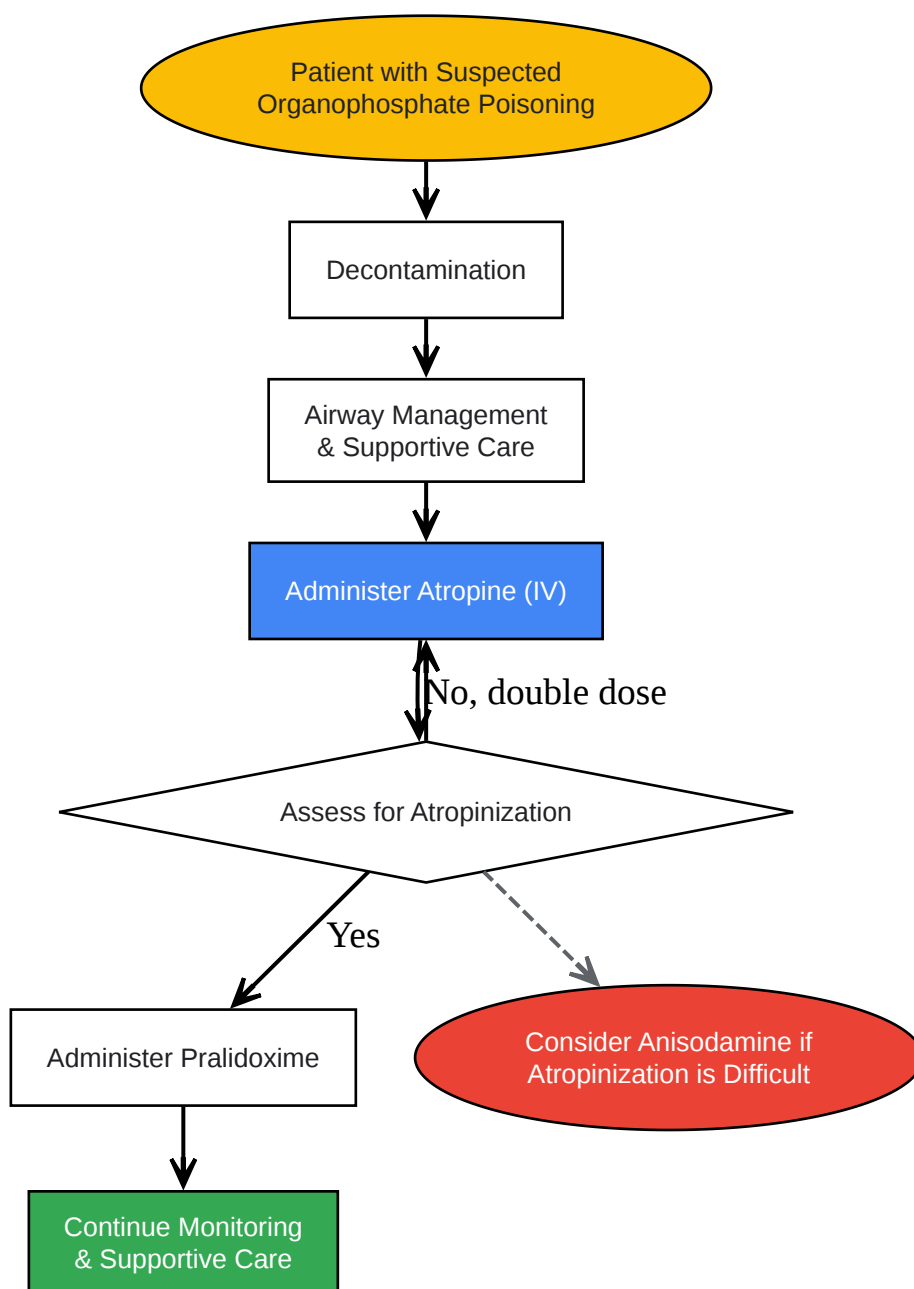 Patient with Suspected
Organophosphate Poisoning
Decontamination
Airway Management
& Supportive Care
Administer Atropine (IV)
No, double dose
Assess for Atropinization
Yes
Administer Pralidoxime
Consider Anisodamine if
Atropinization is Difficult
Continue Monitoring
& Supportive Care